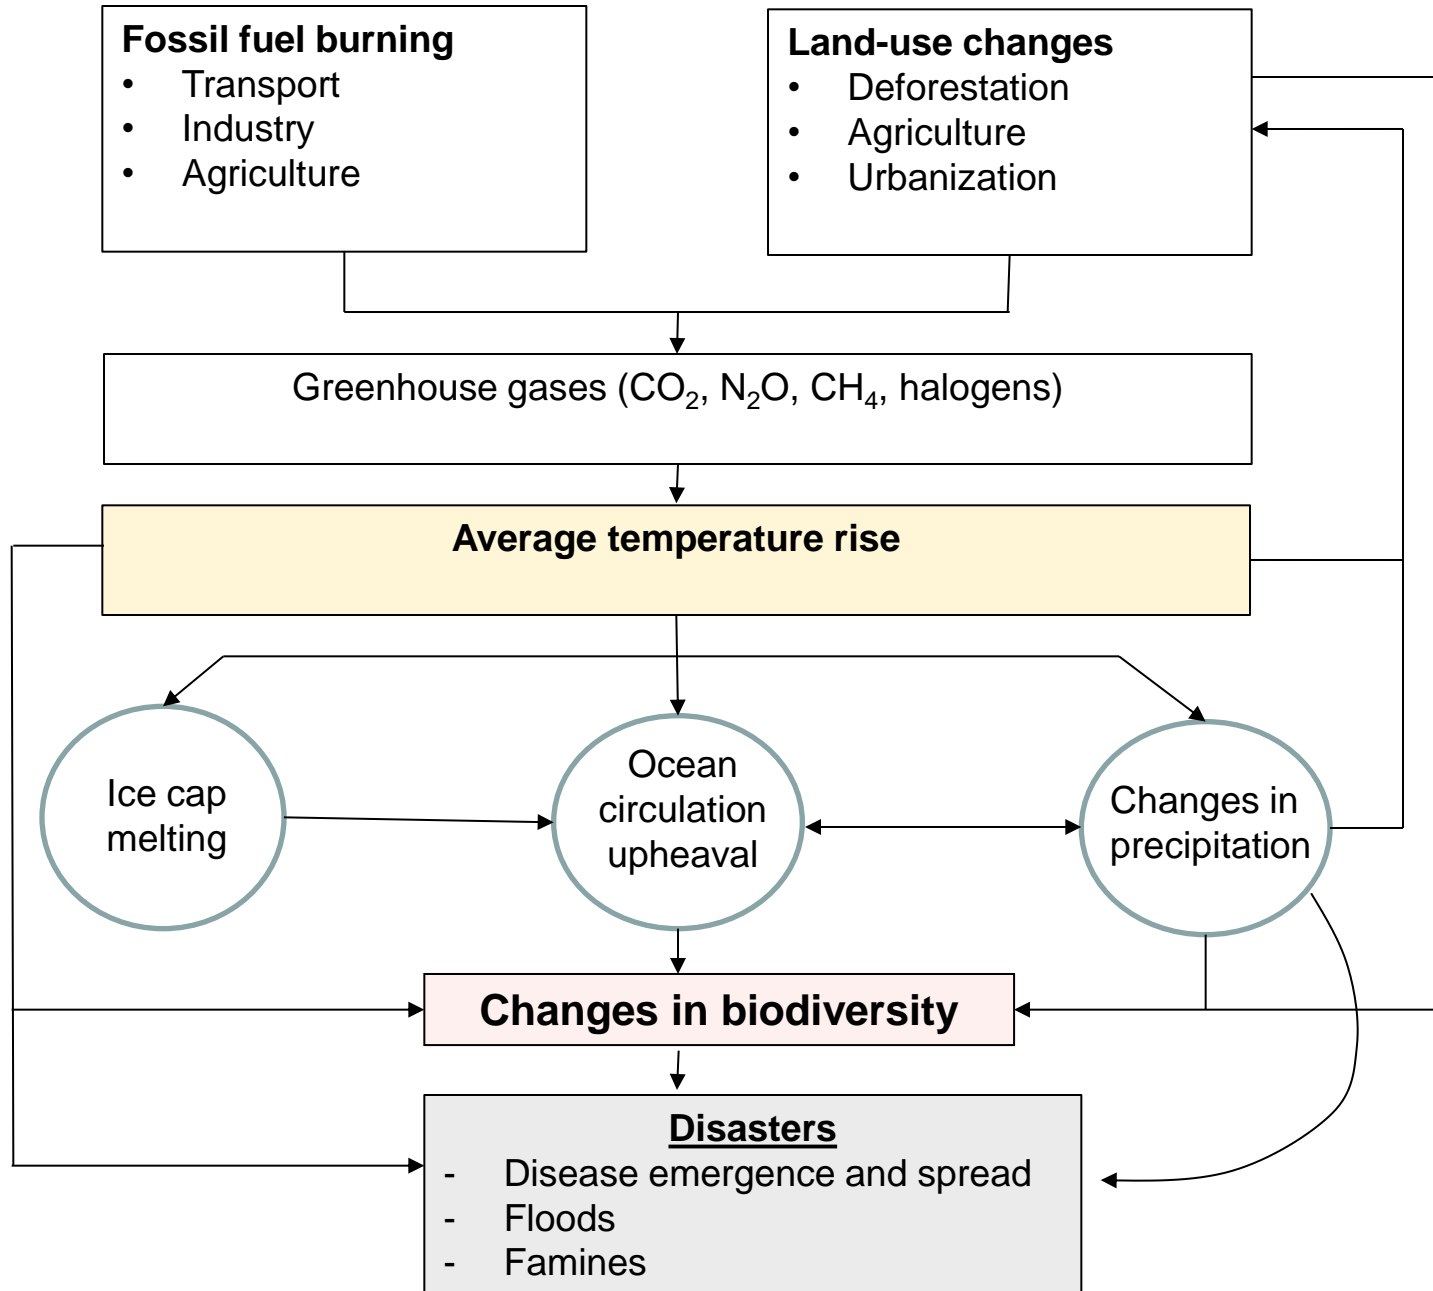 Fossil fuel burning
• Transport
• Industry
• Agriculture
Land-use changes
• Deforestation
• Agriculture
• Urbanization
Greenhouse gases (CO₂, N₂O, CH₄, halogens)
Average temperature rise
Ice cap
melting
Ocean
circulation
upheaval
Changes in
precipitation
Changes in biodiversity
Disasters
- Disease emergence and spread
- Floods
- Famines